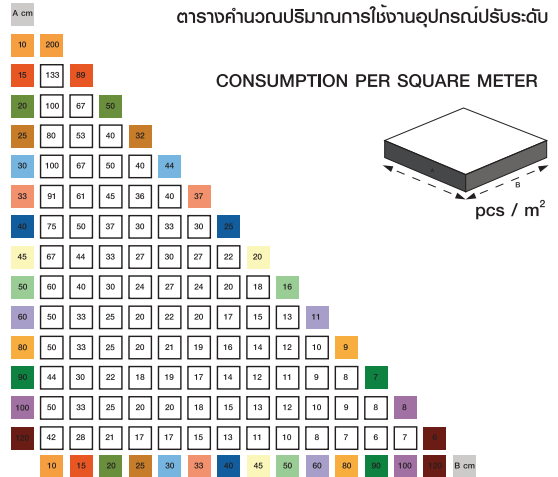 A cm ตารางคำนวณปริมาณการใช้งานอุปกรณ์ปรับระดับ
10 200
15 133 89 CONSUMPTION PER SQUARE METER
20 100 67 50
25 80 53 40 32
30 100 67 50 40 44
33 91 61 45 36 40 37
A B
40 75 50 37 30 33 30 25 pcs / m²
45 67 44 33 27 30 27 22 20
50 60 40 30 24 27 24 20 18 16
60 50 33 25 20 22 20 17 15 13 11
80 50 33 25 20 21 19 16 14 12 10 9
90 44 30 22 18 19 17 14 12 11 9 8 7
100 50 33 25 20 20 18 15 13 12 10 9 8 8
120 42 28 21 17 17 15 13 11 10 8 7 6 7 6
10 15 20 25 30 33 40 45 50 60 80 90 100 120 B cm